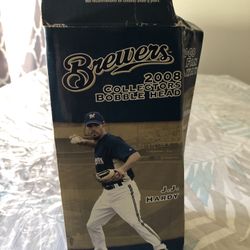 Brewers
2008
COLLECTORS
BOBBLE HEAD
J.J.
HARDY